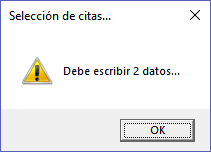 Selección de citas...
Debe escribir 2 datos...
OK